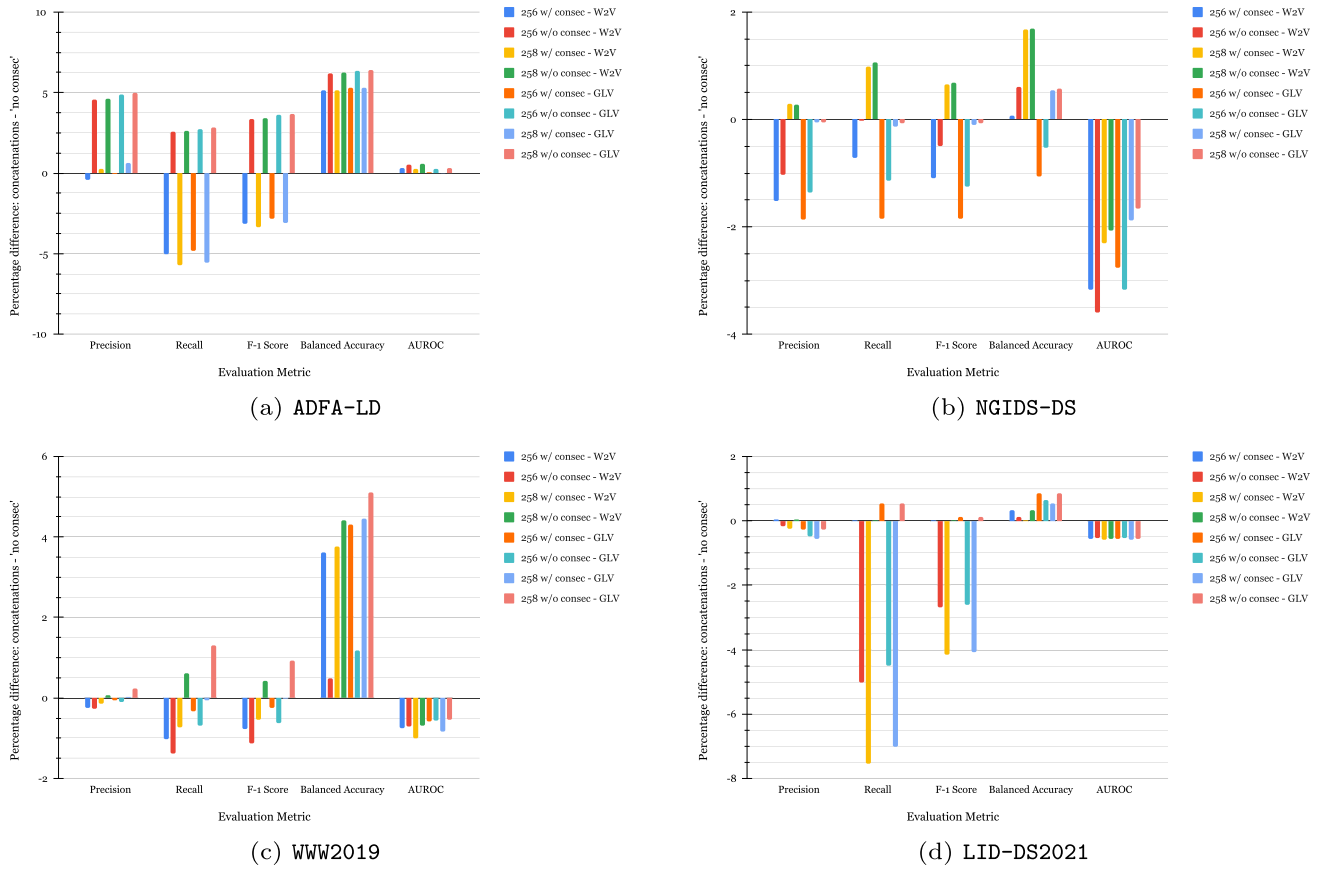 Percentage difference: concatenations - 'no consec'
10
5
0
-5
-10
Precision Recall F-1 Score Balanced Accuracy AUROC
Evaluation Metric
256 w/ consec - W2V
256 w/o consec - W2V
258 w/ consec - W2V
258 w/o consec - W2V
256 w/ consec - GLV
256 w/o consec - GLV
258 w/ consec - GLV
258 w/o consec - GLV
(a) ADFA-LD
Percentage difference: concatenations - 'no consec'
2
0
-2
-4
Precision Recall F-1 Score Balanced Accuracy AUROC
Evaluation Metric
256 w/ consec - W2V
256 w/o consec - W2V
258 w/ consec - W2V
258 w/o consec - W2V
256 w/ consec - GLV
256 w/o consec - GLV
258 w/ consec - GLV
258 w/o consec - GLV
(b) NGIDS-DS
Percentage difference: concatenations - 'no consec'
6
4
2
0
-2
Precision Recall F-1 Score Balanced Accuracy AUROC
Evaluation Metric
256 w/ consec - W2V
256 w/o consec - W2V
258 w/ consec - W2V
258 w/o consec - W2V
256 w/ consec - GLV
256 w/o consec - GLV
258 w/ consec - GLV
258 w/o consec - GLV
(c) WWW2019
Percentage difference: concatenations - 'no consec'
2
0
-2
-4
-6
-8
Precision Recall F-1 Score Balanced Accuracy AUROC
Evaluation Metric
256 w/ consec - W2V
256 w/o consec - W2V
258 w/ consec - W2V
258 w/o consec - W2V
256 w/ consec - GLV
256 w/o consec - GLV
258 w/ consec - GLV
258 w/o consec - GLV
(d) LID-DS2021